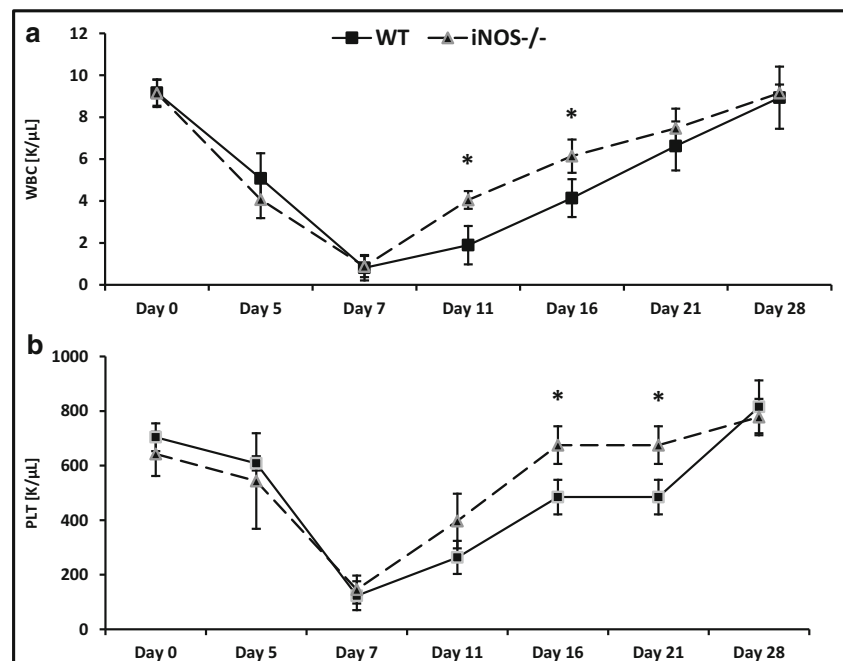 a
WT iNOS-/-
12
10
8
6
4
2
0
WBC [K/µL]
*
*
Day 0 Day 5 Day 7 Day 11 Day 16 Day 21 Day 28
b
1000
800
600
400
200
0
PLT [K/µL]
* *
Day 0 Day 5 Day 7 Day 11 Day 16 Day 21 Day 28